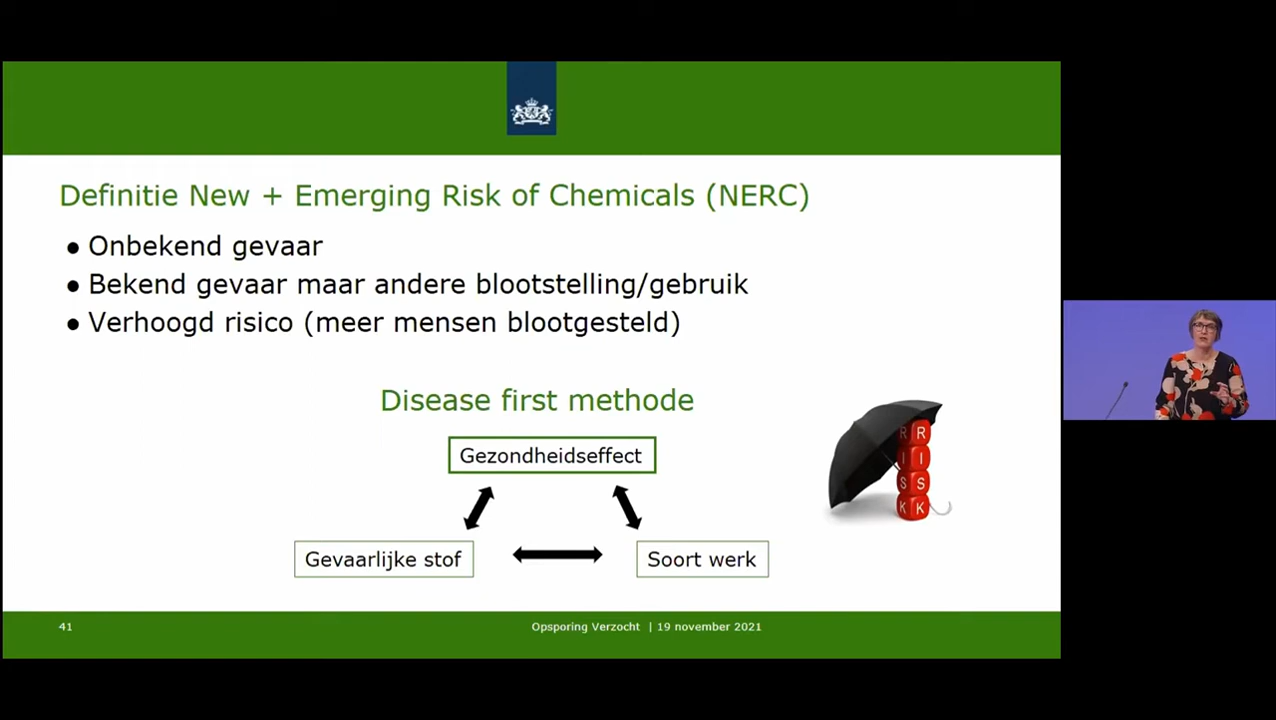 Definitie New + Emerging Risk of Chemicals (NERC)
● Onbekend gevaar
● Bekend gevaar maar andere blootstelling/gebruik
● Verhoogd risico (meer mensen blootgesteld)
Disease first methode
Gezondheidseffect
Gevaarlijke stof
Soort werk
R R
I I
S S
K K
41
Opsporing Verzocht | 19 november 2021